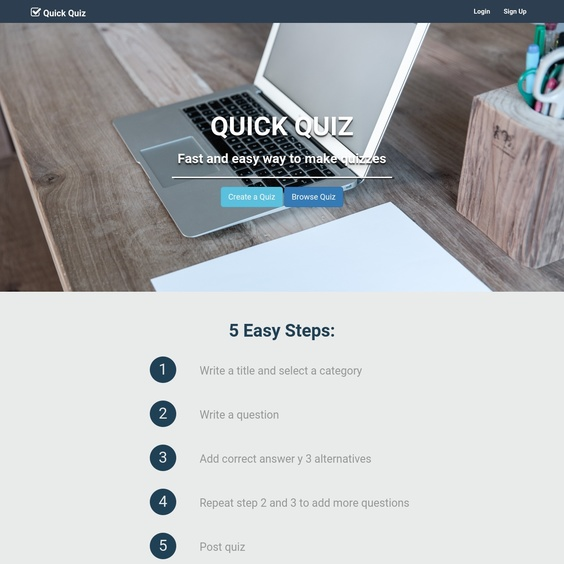 Quick Quiz
Login Sign Up
QUICK QUIZ
Fast and easy way to make quizzes
Create a Quiz Browse Quiz
5 Easy Steps:
1 Write a title and select a category
2 Write a question
3 Add correct answer y 3 alternatives
4 Repeat step 2 and 3 to add more questions
5 Post quiz